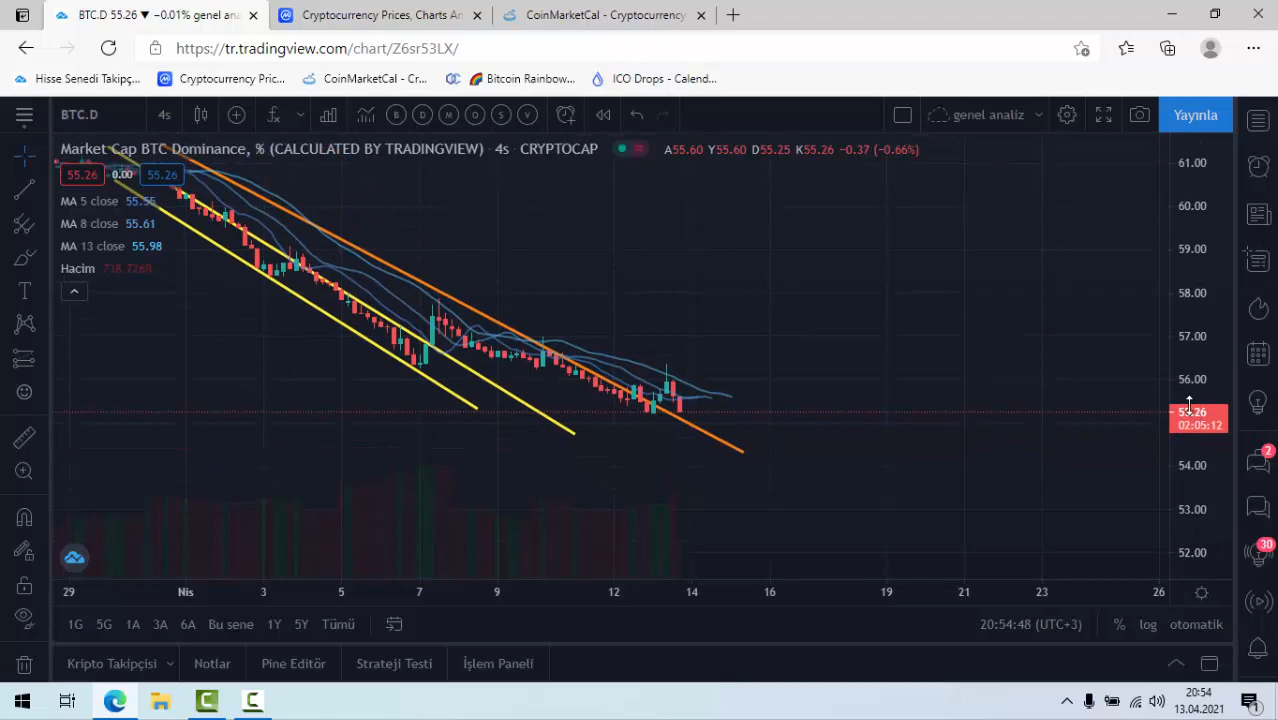 BTC.D 55.26 ▼ −0.01% genel ana
Cryptocurrency Prices, Charts An
CoinMarketCal - Cryptocurrency
https://tr.tradingview.com/chart/Z6sr53LX/
Hisse Senedi Takipç...
Cryptocurrency Pric...
CoinMarketCal - Cr...
Bitcoin Rainbow...
ICO Drops - Calend...
BTC.D
4s
B
D
M
O
S
V
genel analiz
Yayınla
Market Cap BTC Dominance, % (CALCULATED BY TRADINGVIEW) · 4s · CRYPTOCAP
A55.60 Y55.60 D55.25 K55.26 −0.37 (−0.66%)
55.26
0.00
55.26
MA 5 close 55.55
MA 8 close 55.61
MA 13 close 55.98
Hacim 718.726B
61.00
60.00
59.00
58.00
57.00
56.00
55.26
02:05:12
54.00
53.00
52.00
2
30
29
Nis
3
5
7
9
12
14
16
19
21
23
26
1G
5G
1A
3A
6A
Bu sene
1Y
5Y
Tümü
20:54:48 (UTC+3)
%
log
otomatik
Kripto Takipçisi
Notlar
Pine Editör
Strateji Testi
İşlem Paneli
20:54
13.04.2021
1